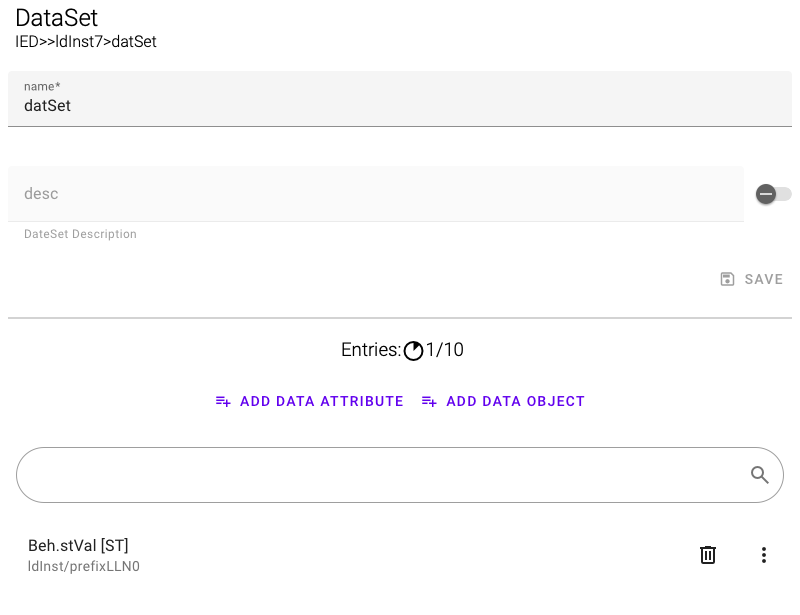 DataSet
IED>>ldInst7>datSet
name*
datSet
desc
DateSet Description
SAVE
Entries: 1/10
ADD DATA ATTRIBUTE ADD DATA OBJECT
Beh.stVal [ST]
ldInst/prefixLLN0